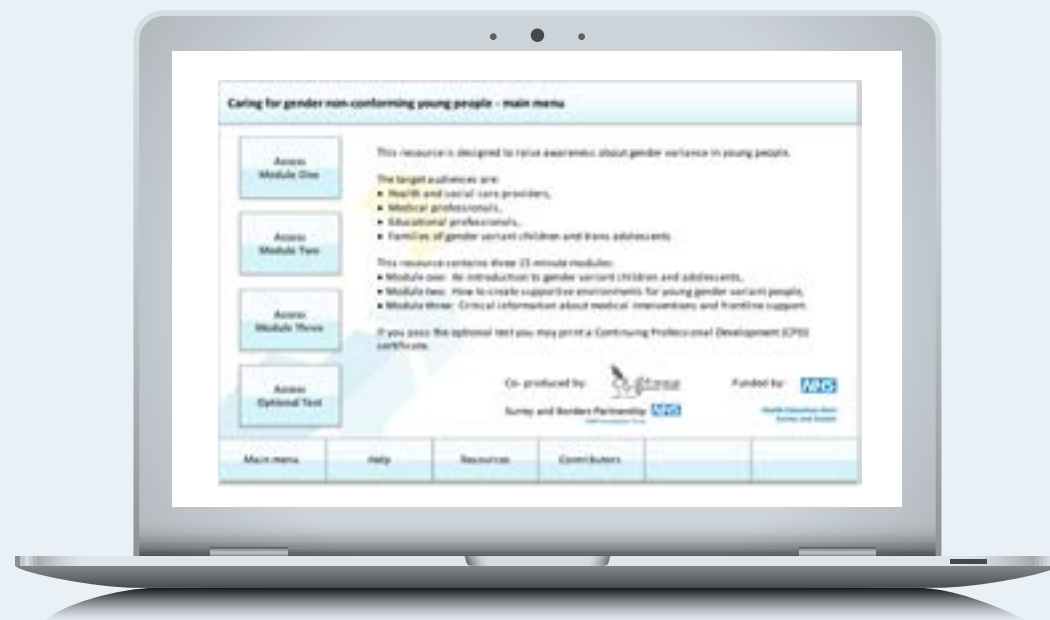 Caring for gender non-conforming young people - main menu
Access
Module One
Access
Module Two
Access
Module Three
Access
Optional Test
This resource is designed to raise awareness about gender variance in young people.
The target audiences are:
• Health and social care providers,
• Medical professionals,
• Educational professionals,
• Families of gender variant children and trans adolescents
This resource contains three 15 minute modules:
• Module one: An introduction to gender variant children and adolescents,
• Module two: How to create supportive environments for young gender variant people,
• Module three: Critical information about medical interventions and frontline support.
If you pass the optional test you may print a Continuing Professional Development (CPD)
certificate.
Co- produced by:
Funded by:
NHS
Surrey and Borders Partnership NHS
Main menu
Help
Resources
Contributors